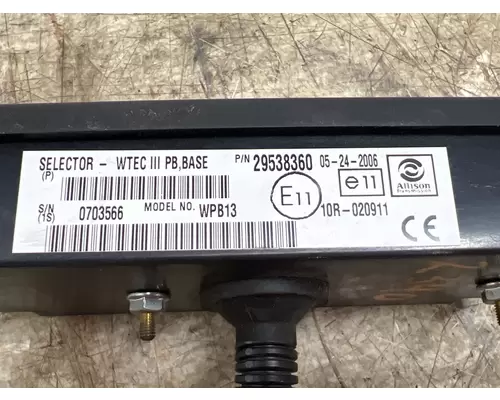 SELECTOR - WTEC III PB,BASE P/N 29538360 05-24-2006
(P)
E11
e11
Allison
Transmission
S/N 0703566 MODEL NO. WPB13
(1S)
10R-020911
CE